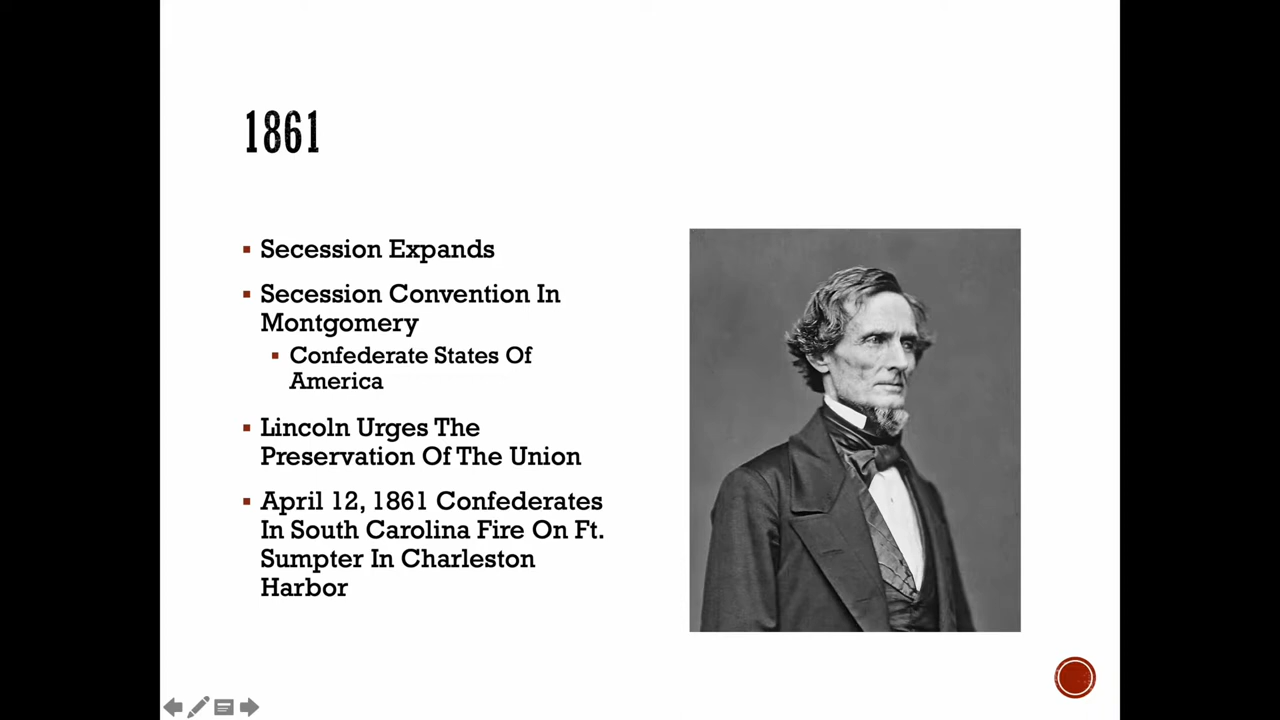 1861
Secession Expands
Secession Convention In
Montgomery
Confederate States Of
America
Lincoln Urges The
Preservation Of The Union
April 12, 1861 Confederates
In South Carolina Fire On Ft.
Sumpter In Charleston
Harbor